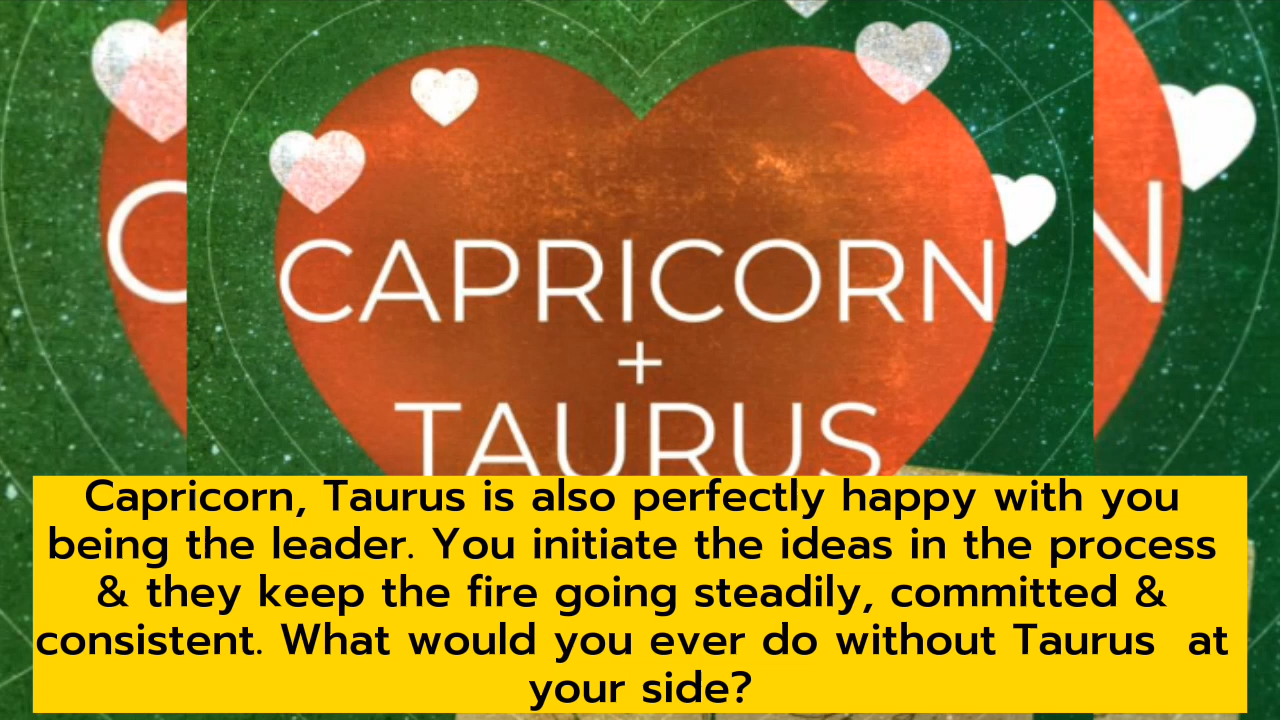 CAPRICORN
+
TAURUS
Capricorn, Taurus is also perfectly happy with you
being the leader. You initiate the ideas in the process
& they keep the fire going steadily, committed &
consistent. What would you ever do without Taurus  at
your side?